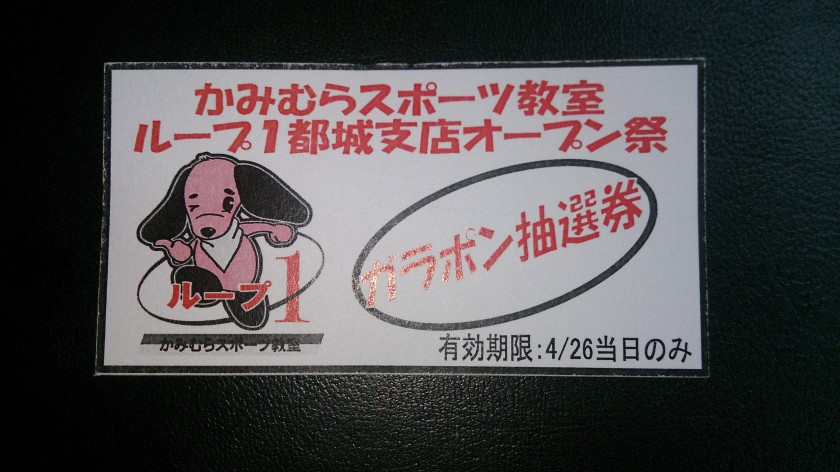 かみむらスポーツ教室
ループ1都城支店オープン祭
ガラポン抽選券
ループ1
かみむらスポーツ教室
有効期限:4/26当日のみ